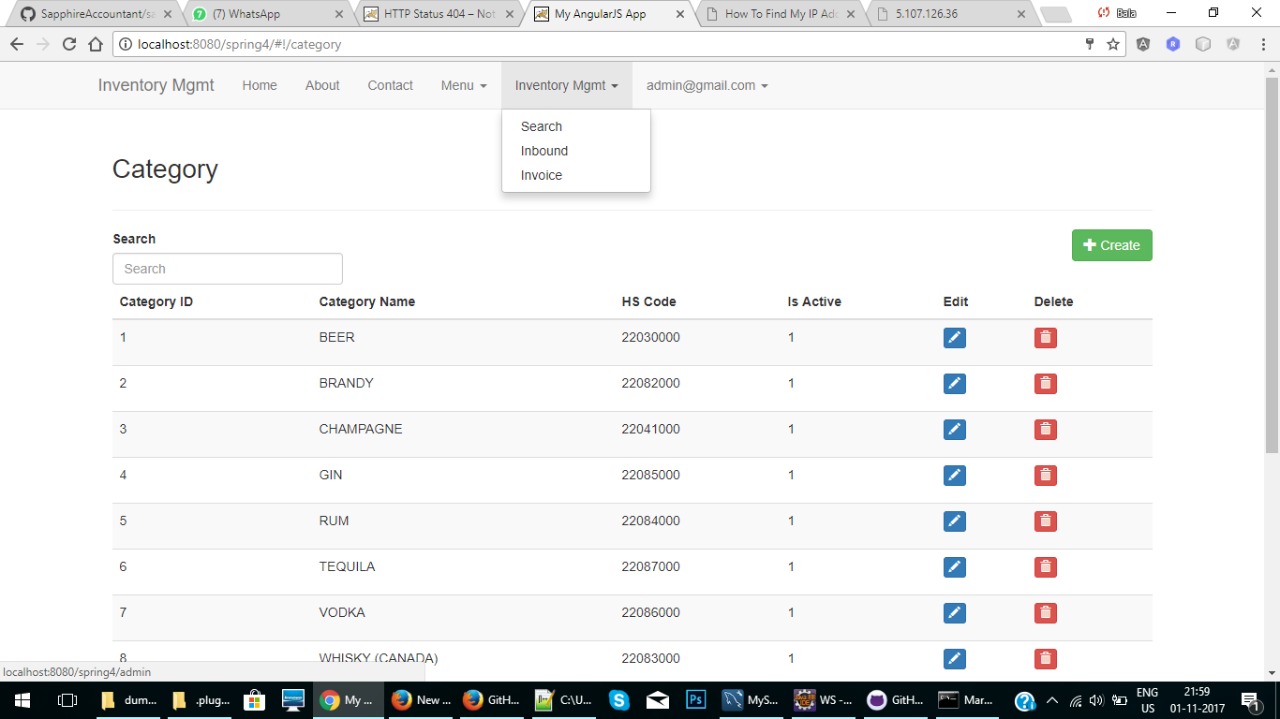 SapphireAccountant/sa
(7) WhatsApp
HTTP Status 404 – Not
My AngularJS App
How To Find My IP Add
5.107.126.36
Bala
localhost:8080/spring4/#!/category
Inventory Mgmt
Home
About
Contact
Menu
Inventory Mgmt
admin@gmail.com
Search
Inbound
Invoice
Category
Search
Create
Search
Category ID Category Name HS Code Is Active Edit Delete
1 BEER 22030000 1
2 BRANDY 22082000 1
3 CHAMPAGNE 22041000 1
4 GIN 22085000 1
5 RUM 22084000 1
6 TEQUILA 22087000 1
7 VODKA 22086000 1
8 WHISKY (CANADA) 22083000 1
localhost:8080/spring4/admin
dum...
.plug...
My ...
New ...
GitH...
C:\U...
MyS...
WS -...
GitH...
Mar...
ENG
US
21:59
01-11-2017
1